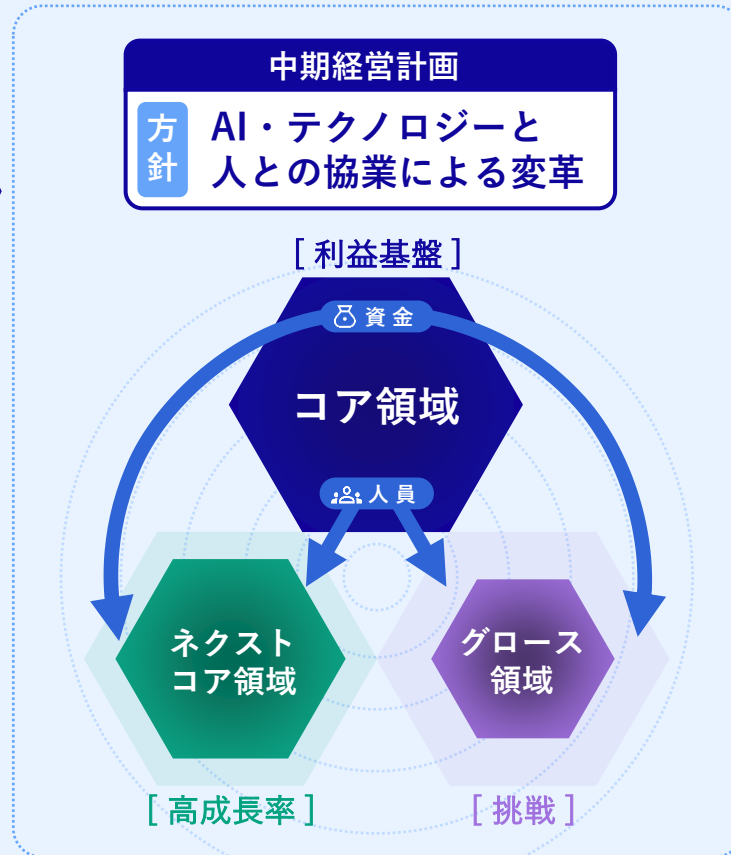 中期経営計画
方針
AI・テクノロジーと
人との協業による変革
[ 利益基盤 ]
資金
コア領域
人員
ネクスト
コア領域
グロース
領域
[ 高成長率 ]
[ 挑戦 ]